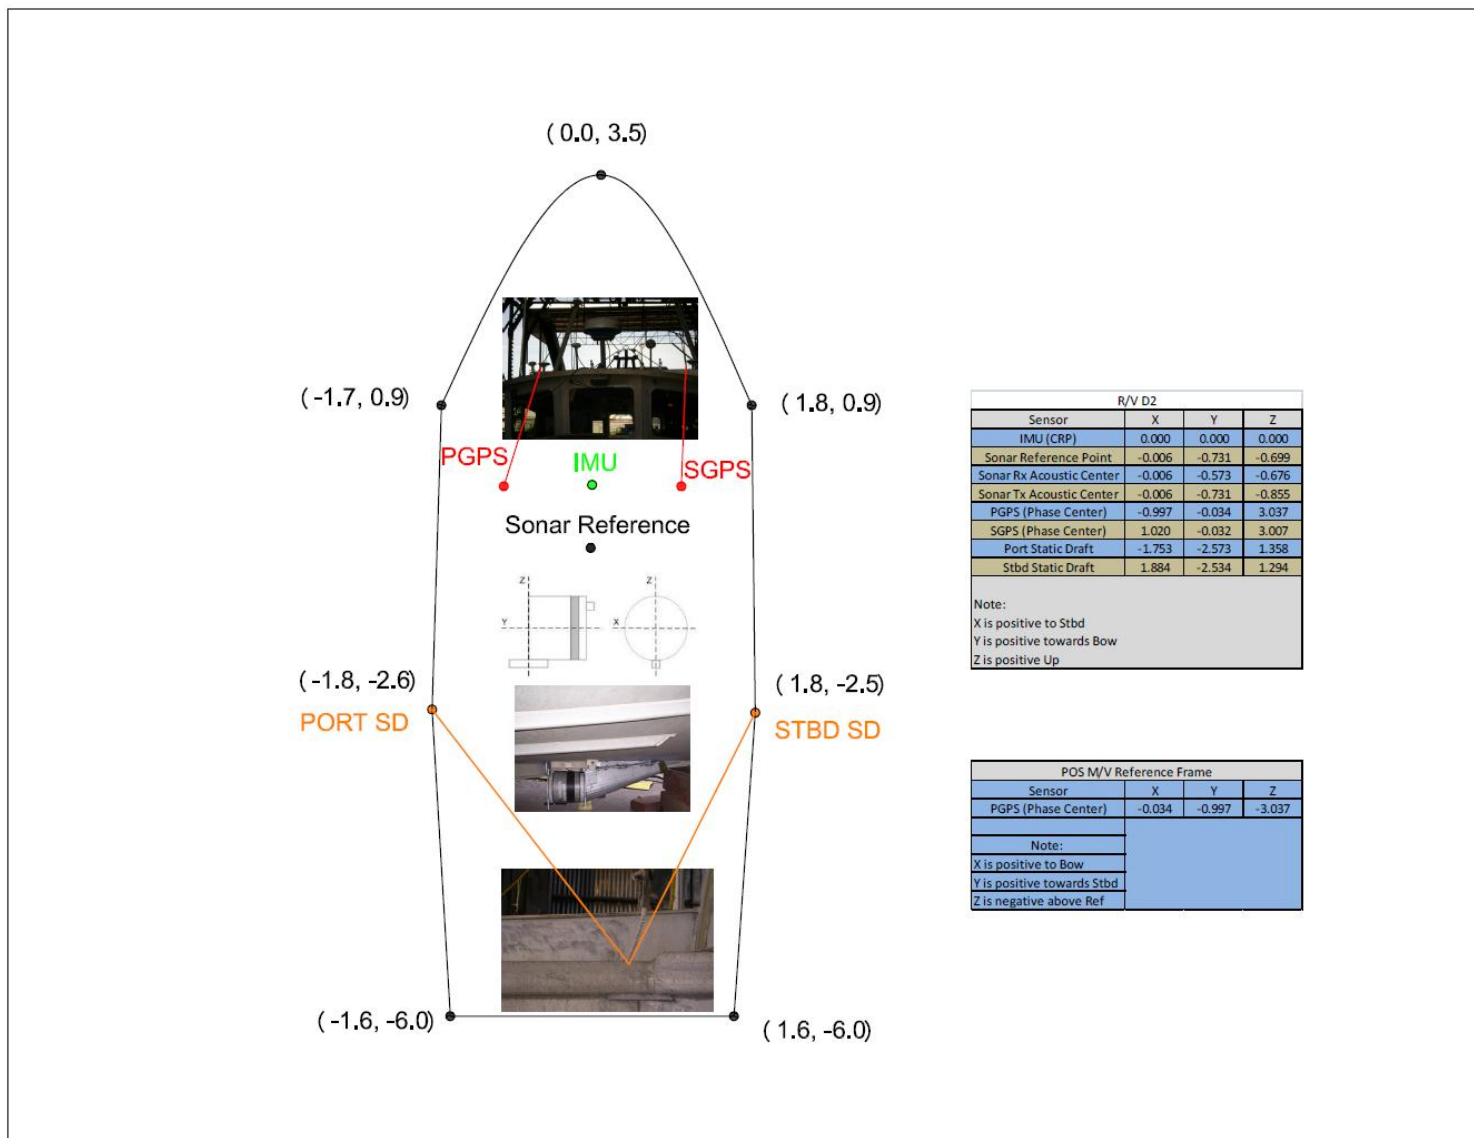 ( 0.0, 3.5)
( -1.7, 0.9)
( 1.8, 0.9)
PGPS
IMU
SGPS
Sonar Reference
Z
Z
Y
X
( -1.8, -2.6)
PORT SD
( 1.8, -2.5)
STBD SD
( -1.6, -6.0)
( 1.6, -6.0)
R/V D2
Sensor X Y Z
IMU (CRP) 0.000 0.000 0.000
Sonar Reference Point -0.006 -0.731 -0.699
Sonar Rx Acoustic Center -0.006 -0.573 -0.676
Sonar Tx Acoustic Center -0.006 -0.731 -0.855
PGPS (Phase Center) -0.997 -0.034 3.037
SGPS (Phase Center) 1.020 -0.032 3.007
Port Static Draft -1.753 -2.573 1.358
Stbd Static Draft 1.884 -2.534 1.294
Note:
X is positive to Stbd
Y is positive towards Bow
Z is positive Up
POS M/V Reference Frame
Sensor X Y Z
PGPS (Phase Center) -0.034 -0.997 -3.037
Note:
X is positive to Bow
Y is positive towards Stbd
Z is negative above Ref